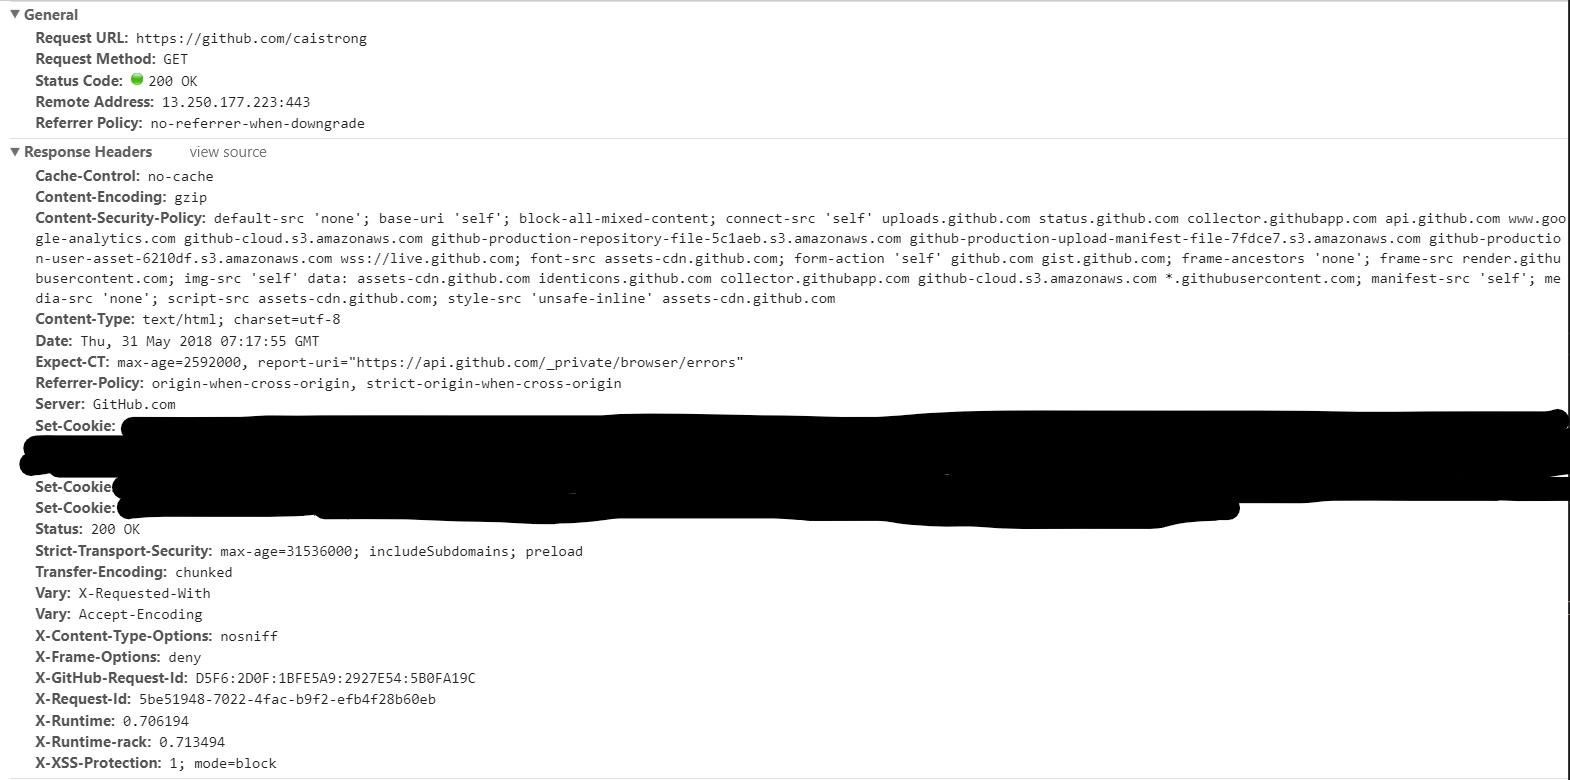 General
Request URL: https://github.com/caistrong
Request Method: GET
Status Code: 200 OK
Remote Address: 13.250.177.223:443
Referrer Policy: no-referrer-when-downgrade
Response Headers view source
Cache-Control: no-cache
Content-Encoding: gzip
Content-Security-Policy: default-src 'none'; base-uri 'self'; block-all-mixed-content; connect-src 'self' uploads.github.com status.github.com collector.githubapp.com api.github.com www.goo
gle-analytics.com github-cloud.s3.amazonaws.com github-production-repository-file-5c1aeb.s3.amazonaws.com github-production-upload-manifest-file-7fdce7.s3.amazonaws.com github-productio
n-user-asset-6210df.s3.amazonaws.com wss://live.github.com; font-src assets-cdn.github.com; form-action 'self' github.com gist.github.com; frame-ancestors 'none'; frame-src render.githu
busercontent.com; img-src 'self' data: assets-cdn.github.com identicons.github.com collector.githubapp.com github-cloud.s3.amazonaws.com *.githubusercontent.com; manifest-src 'self'; me
dia-src 'none'; script-src assets-cdn.github.com; style-src 'unsafe-inline' assets-cdn.github.com
Content-Type: text/html; charset=utf-8
Date: Thu, 31 May 2018 07:17:55 GMT
Expect-CT: max-age=2592000, report-uri="https://api.github.com/_private/browser/errors"
Referrer-Policy: origin-when-cross-origin, strict-origin-when-cross-origin
Server: GitHub.com
Set-Cookie:
Set-Cookie
Set-Cookie:
Status: 200 OK
Strict-Transport-Security: max-age=31536000; includeSubdomains; preload
Transfer-Encoding: chunked
Vary: X-Requested-With
Vary: Accept-Encoding
X-Content-Type-Options: nosniff
X-Frame-Options: deny
X-GitHub-Request-Id: D5F6:2D0F:1BFE5A9:2927E54:5B0FA19C
X-Request-Id: 5be51948-7022-4fac-b9f2-efb4f28b60eb
X-Runtime: 0.706194
X-Runtime-rack: 0.713494
X-XSS-Protection: 1; mode=block